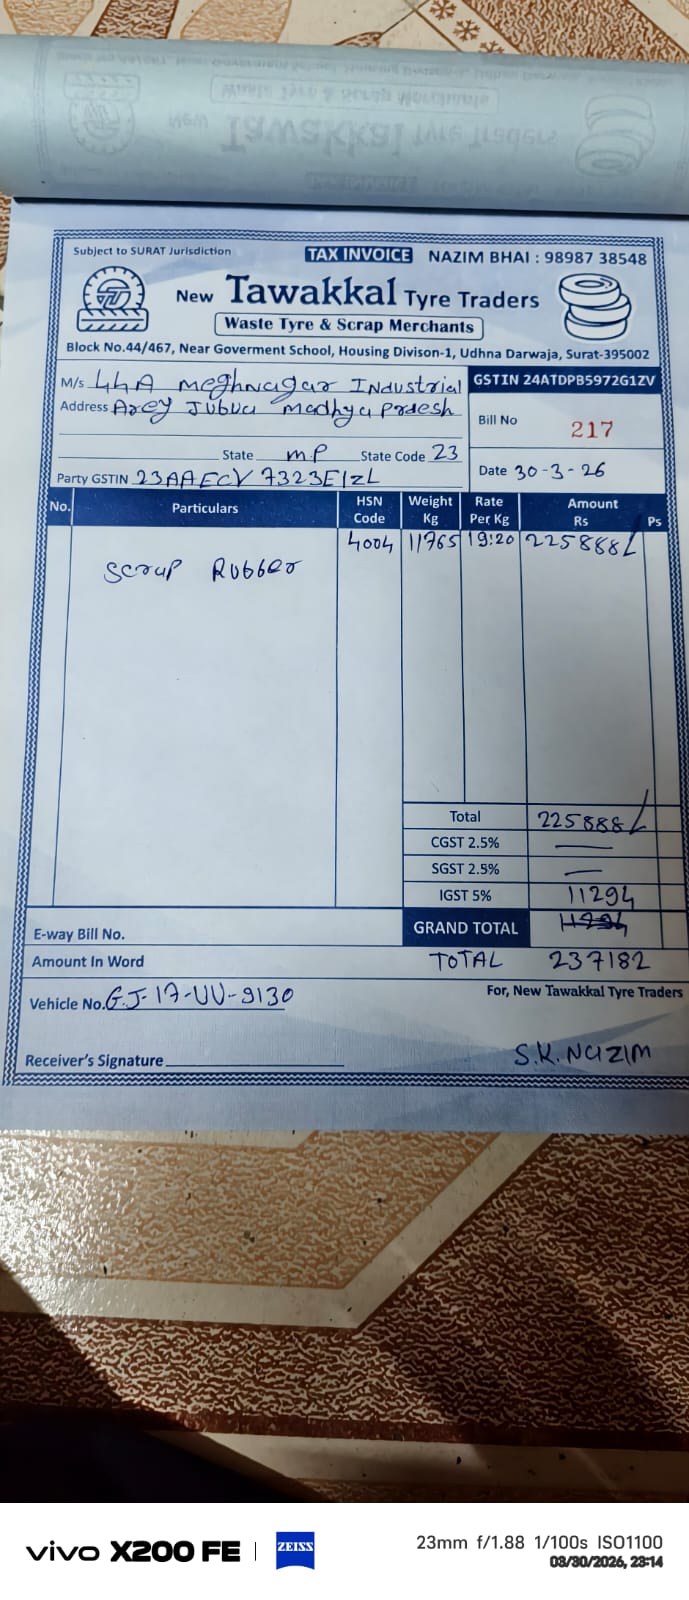 Subject to SURAT Jurisdiction TAX INVOICE NAZIM BHAI : 98987 38548
New Tawakkal Tyre Traders
Waste Tyre & Scrap Merchants
Block No.44/467, Near Goverment School, Housing Divison-1, Udhna Darwaja, Surat-395002
M/s 44A Meghnagar Industrial GSTIN 24ATDPB5972G1ZV
Address Arey Jubua Madhya Pradesh
Bill No 217
State M.P State Code 23
Date 30-3-26
Party GSTIN 23AAECV7323E1ZL
No. Particulars HSN Code Weight Kg Rate Per Kg Amount Rs Ps
4004 11765 19:20 225888/
Scrap Rubber
Total 225888/
CGST 2.5% —
SGST 2.5% —
IGST 5% 11294
E-way Bill No. GRAND TOTAL 11294
Amount In Word TOTAL 237182
Vehicle No. G.J-17-UU-9130 For, New Tawakkal Tyre Traders
Receiver's Signature S.K. NAZIM
vivo X200 FE | ZEISS 23mm f/1.88 1/100s ISO1100
03/30/2026, 23:14